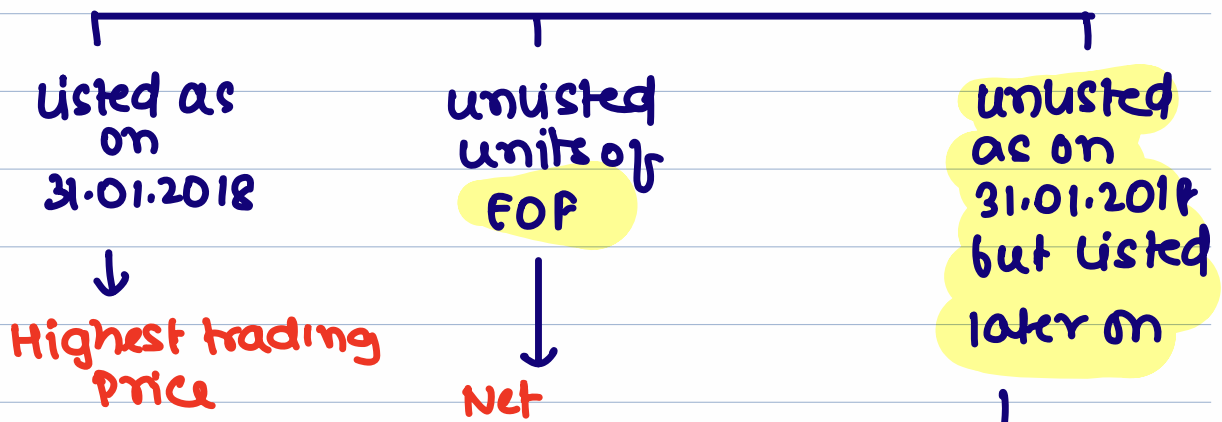 Listed as
on
31.01.2018
Highest trading
Price
unlisted
units of
EOF
Net
unlisted
as on
31.01.2018
but listed
later on